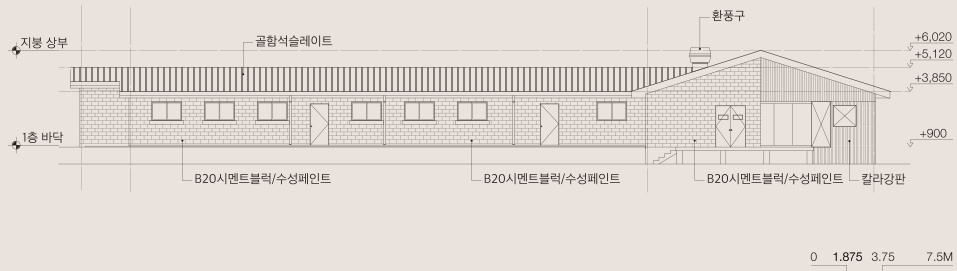 환풍구
지붕 상부
골함석슬레이트
+6,020
+5,120
+3,850
1층 바닥
+900
B20시멘트블럭/수성페인트
B20시멘트블럭/수성페인트
B20시멘트블럭/수성페인트
칼라강판
0 1.875 3.75 7.5M